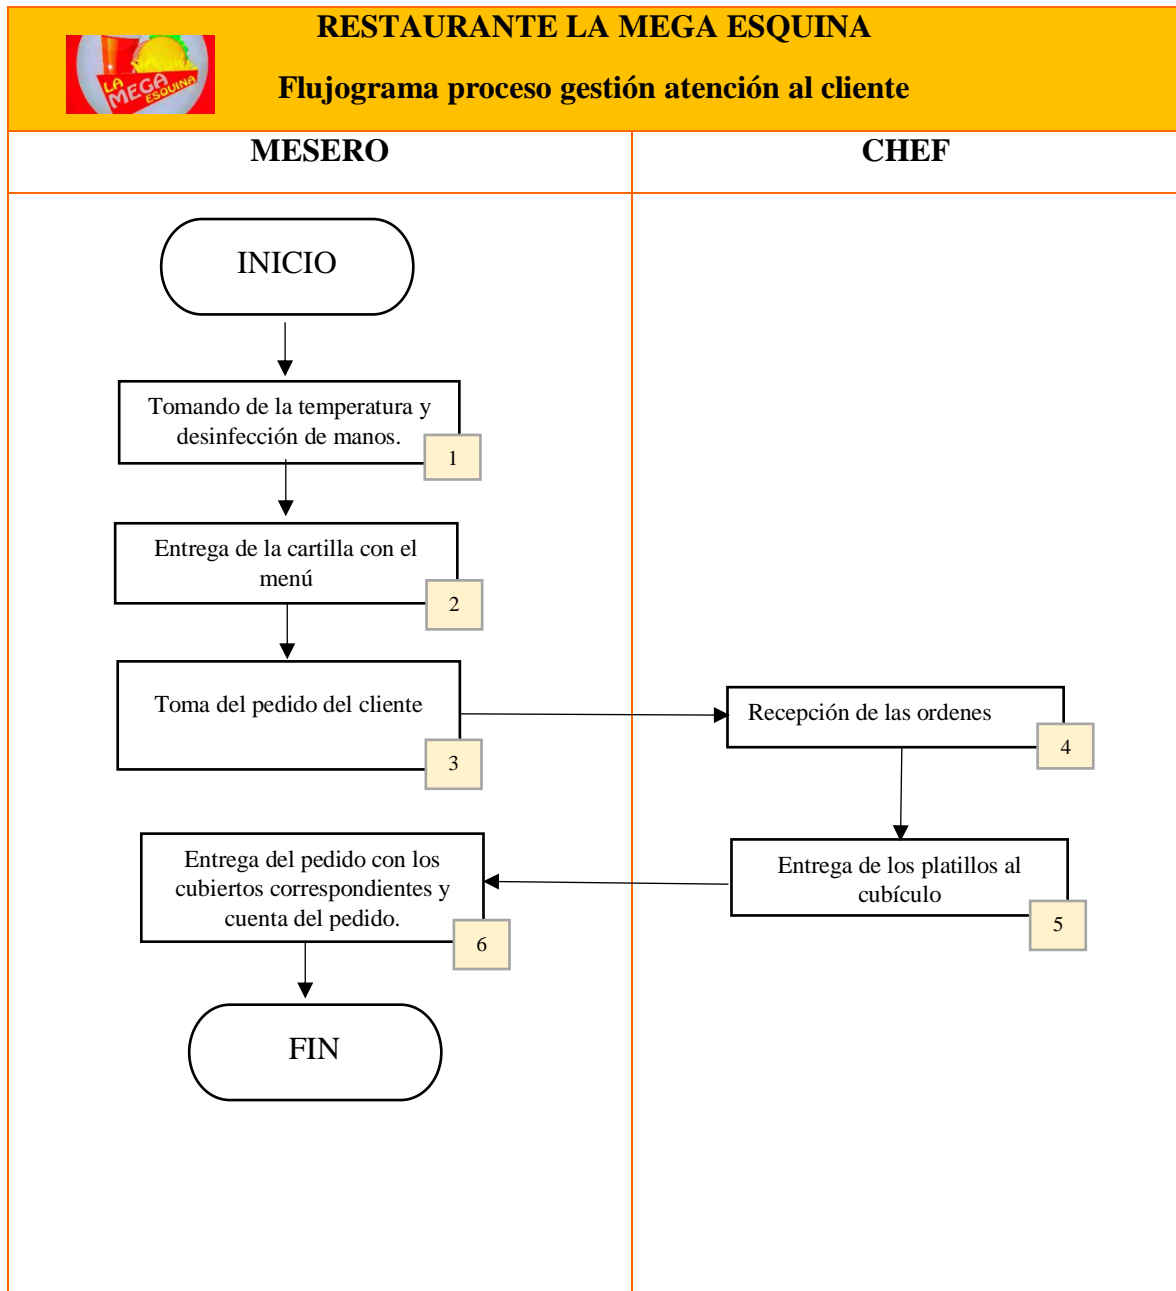 RESTAURANTE LA MEGA ESQUINA
LA
MEGA
ESQUINA
Flujograma proceso gestión atención al cliente
MESERO
CHEF
INICIO
Tomando de la temperatura y
desinfección de manos.
1
Entrega de la cartilla con el
menú
2
Toma del pedido del cliente
3
Recepción de las ordenes
4
Entrega de los platillos al
cubículo
5
Entrega del pedido con los
cubiertos correspondientes y
cuenta del pedido.
6
FIN